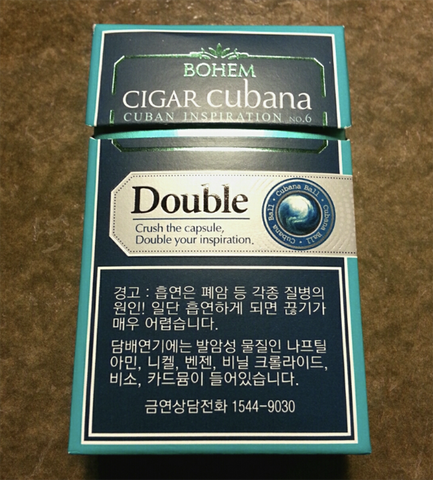 BOHEM
CIGAR cubana
CUBAN INSPIRATION NO.6
Double
Crush the capsule,
Double your inspiration.
Cubana Ball • Cubana Ball • Cubana Ball •
경고 : 흡연은 폐암 등 각종 질병의
원인! 일단 흡연하게 되면 끊기가
매우 어렵습니다.
담배연기에는 발암성 물질인 나프틸
아민, 니켈, 벤젠, 비닐 크롤라이드,
비소, 카드뮴이 들어있습니다.
금연상담전화 1544-9030